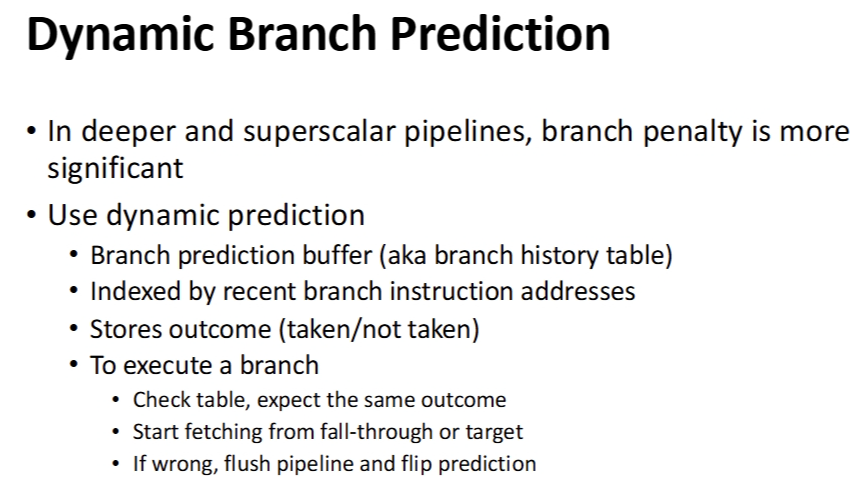 Dynamic Branch Prediction
• In deeper and superscalar pipelines, branch penalty is more
significant
• Use dynamic prediction
• Branch prediction buffer (aka branch history table)
• Indexed by recent branch instruction addresses
• Stores outcome (taken/not taken)
• To execute a branch
• Check table, expect the same outcome
• Start fetching from fall-through or target
• If wrong, flush pipeline and flip prediction